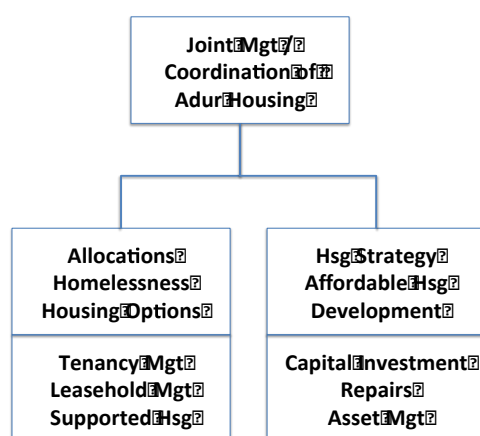 Joint Mgt /
Coordination of
Adur Housing
Allocations
Homelessness
Housing Options
Tenancy Mgt
Leasehold Mgt
Supported Hsg
Hsg Strategy
Affordable Hsg
Development
Capital Investment
Repairs
Asset Mgt